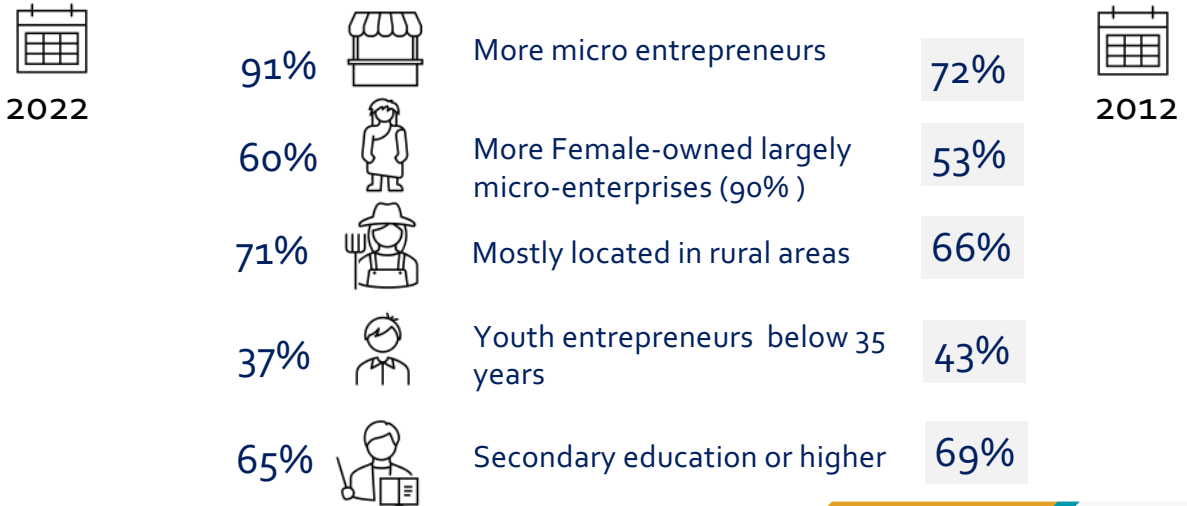 2022
2012
91%
More micro entrepreneurs
72%
60%
More Female-owned largely
micro-enterprises (90% )
53%
71%
Mostly located in rural areas
66%
37%
Youth entrepreneurs  below 35
years
43%
65%
Secondary education or higher
69%